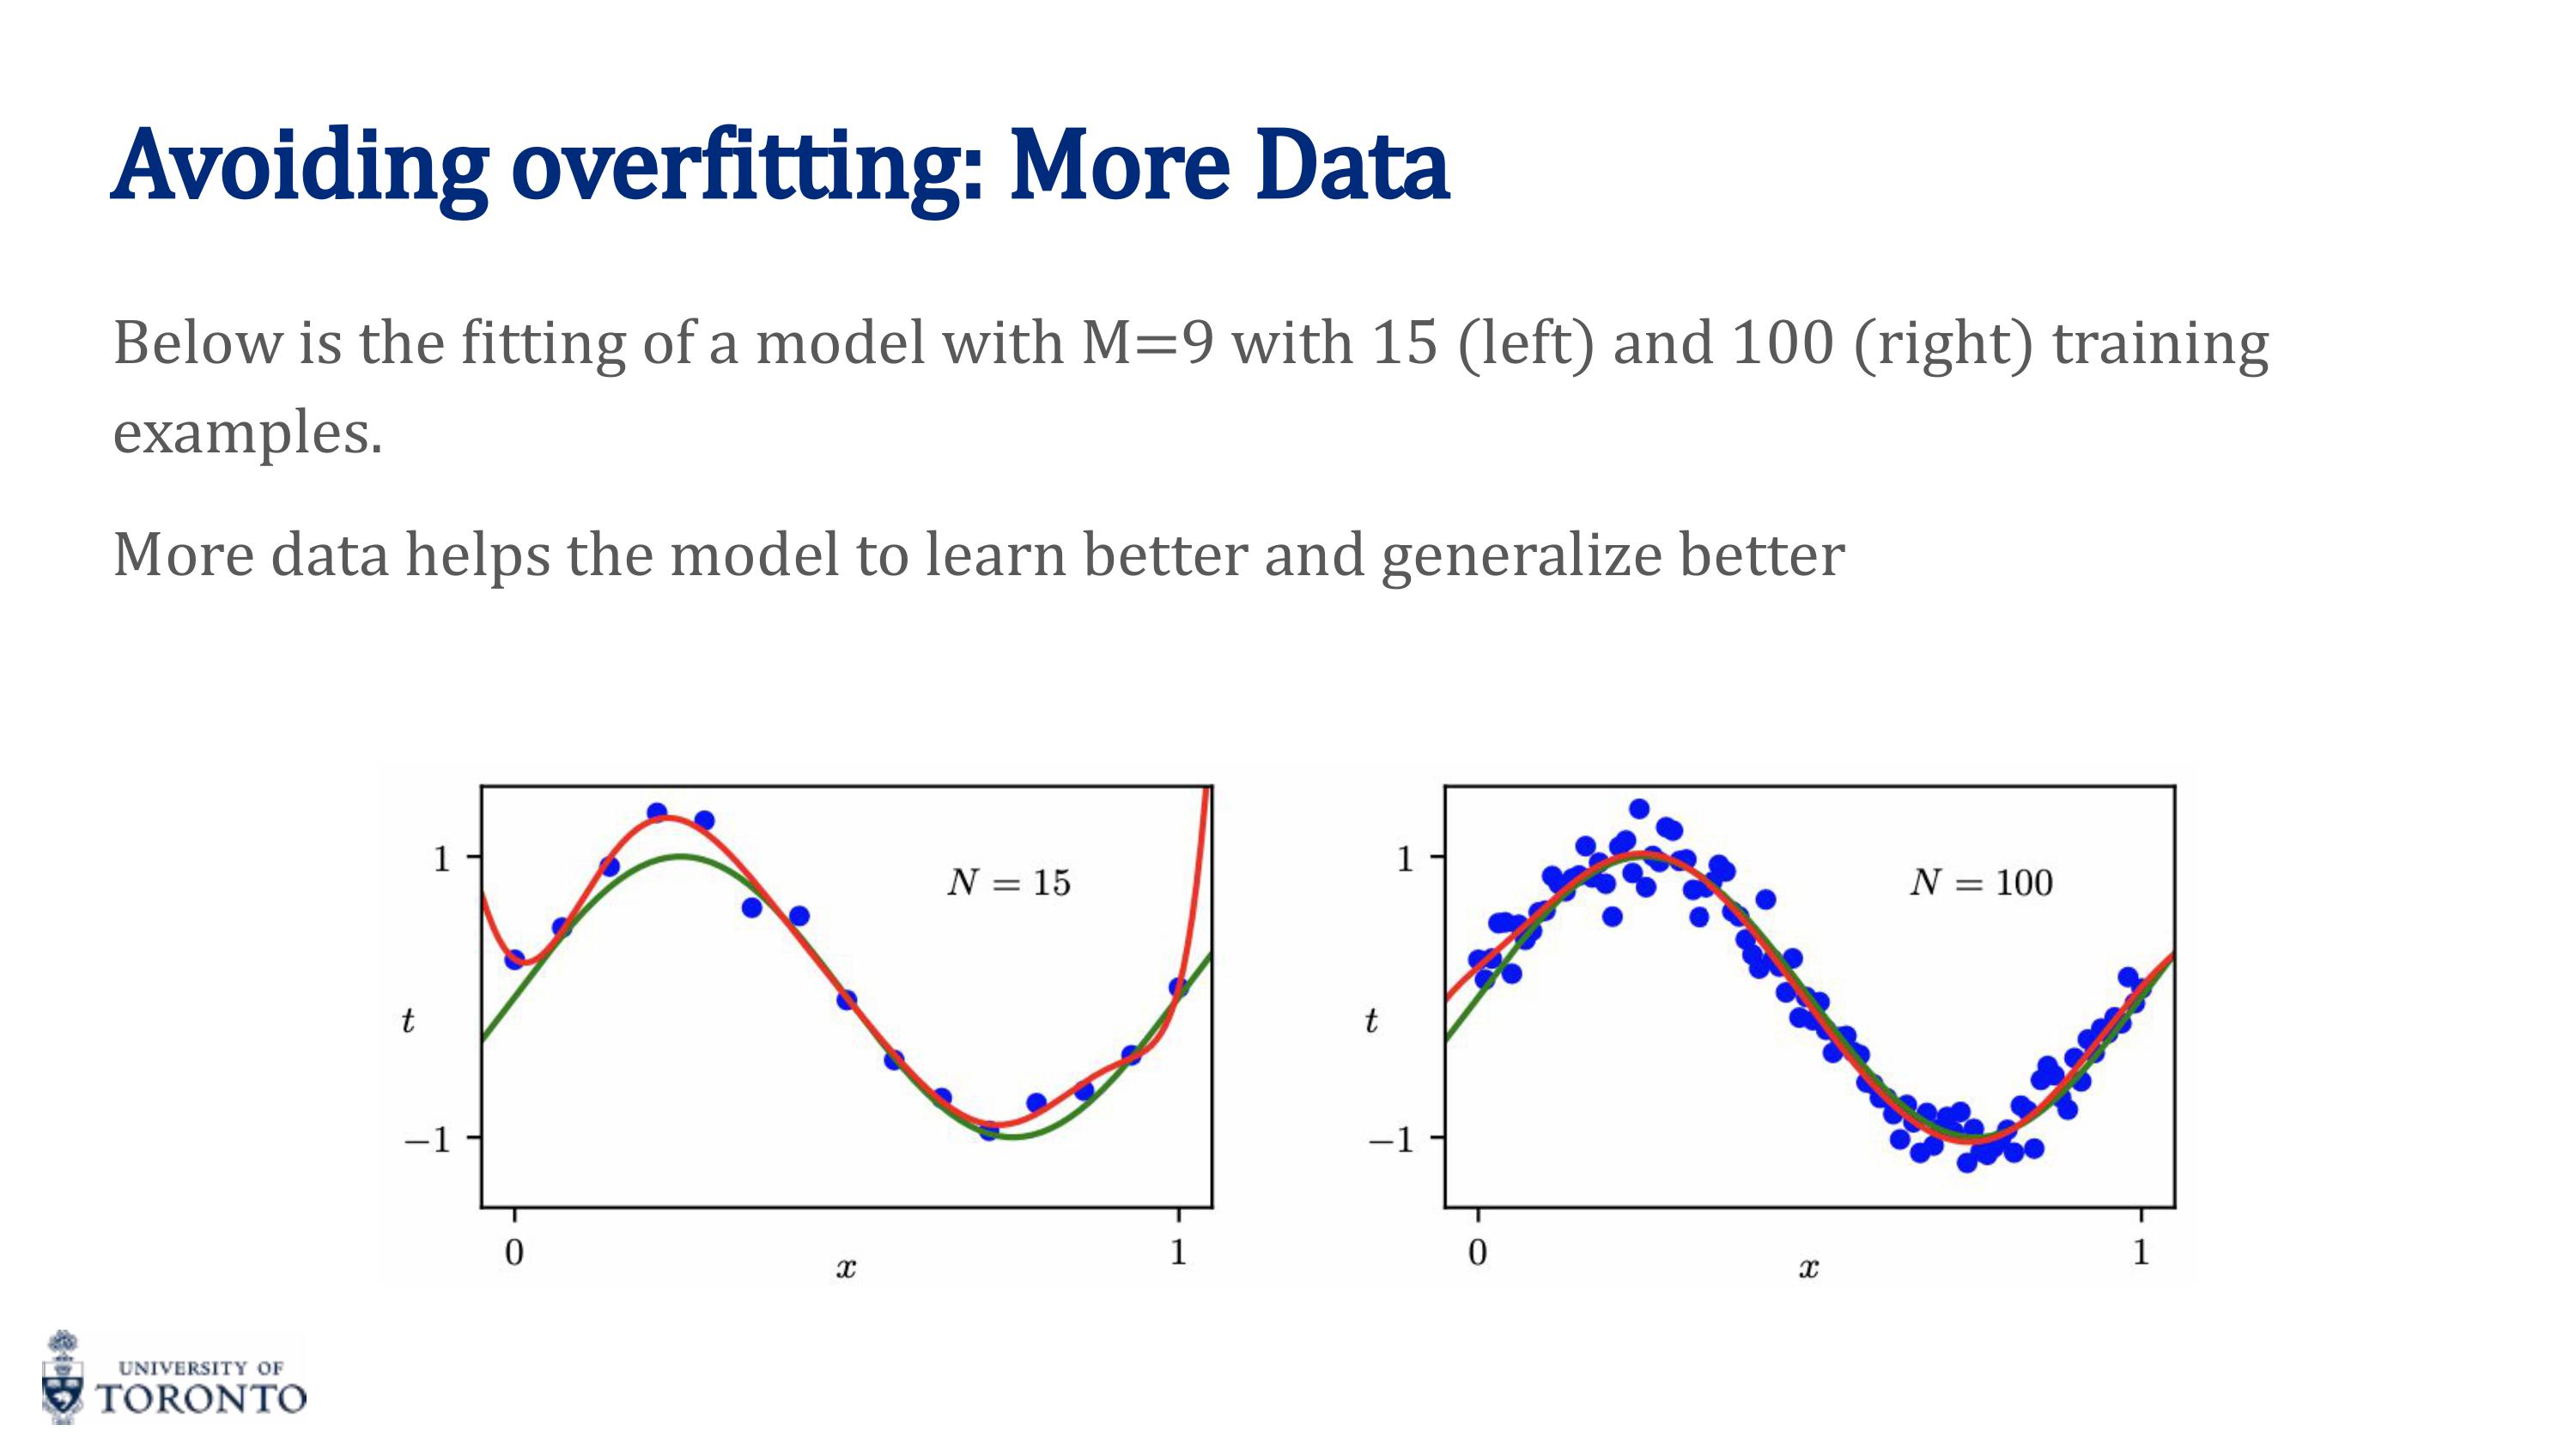 Avoiding overfitting: More Data
Below is the fitting of a model with M=9 with 15 (left) and 100 (right) training
examples.
More data helps the model to learn better and generalize better
1
N = 15
t
−1
0
x
1
1
N = 100
t
−1
0
x
1
UNIVERSITY OF
TORONTO